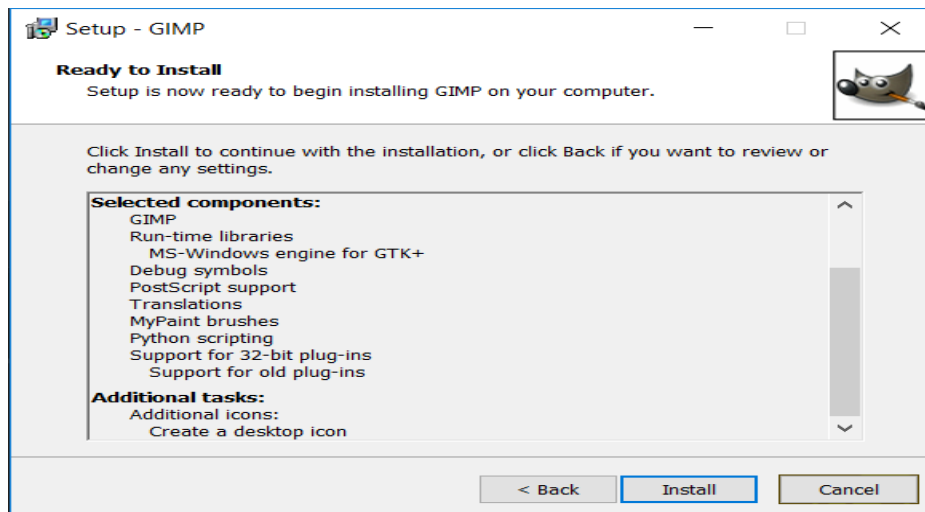 Setup - GIMP
Ready to Install
Setup is now ready to begin installing GIMP on your computer.
Click Install to continue with the installation, or click Back if you want to review or
change any settings.
Selected components:
GIMP
Run-time libraries
MS-Windows engine for GTK+
Debug symbols
PostScript support
Translations
MyPaint brushes
Python scripting
Support for 32-bit plug-ins
Support for old plug-ins
Additional tasks:
Additional icons:
Create a desktop icon
< Back Install Cancel